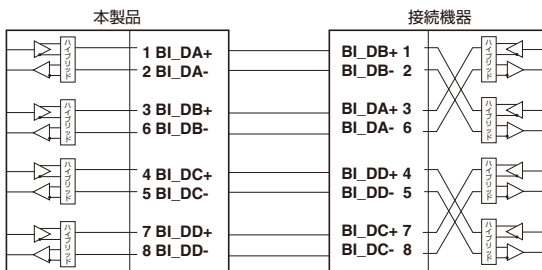 本製品
接続機器
ハイブリッド
1 BI_DA+
2 BI_DA-
BI_DB+ 1
BI_DB- 2
ハイブリッド
ハイブリッド
3 BI_DB+
6 BI_DB-
BI_DA+ 3
BI_DA- 6
ハイブリッド
ハイブリッド
4 BI_DC+
5 BI_DC-
BI_DD+ 4
BI_DD- 5
ハイブリッド
ハイブリッド
7 BI_DD+
8 BI_DD-
BI_DC+ 7
BI_DC- 8
ハイブリッド